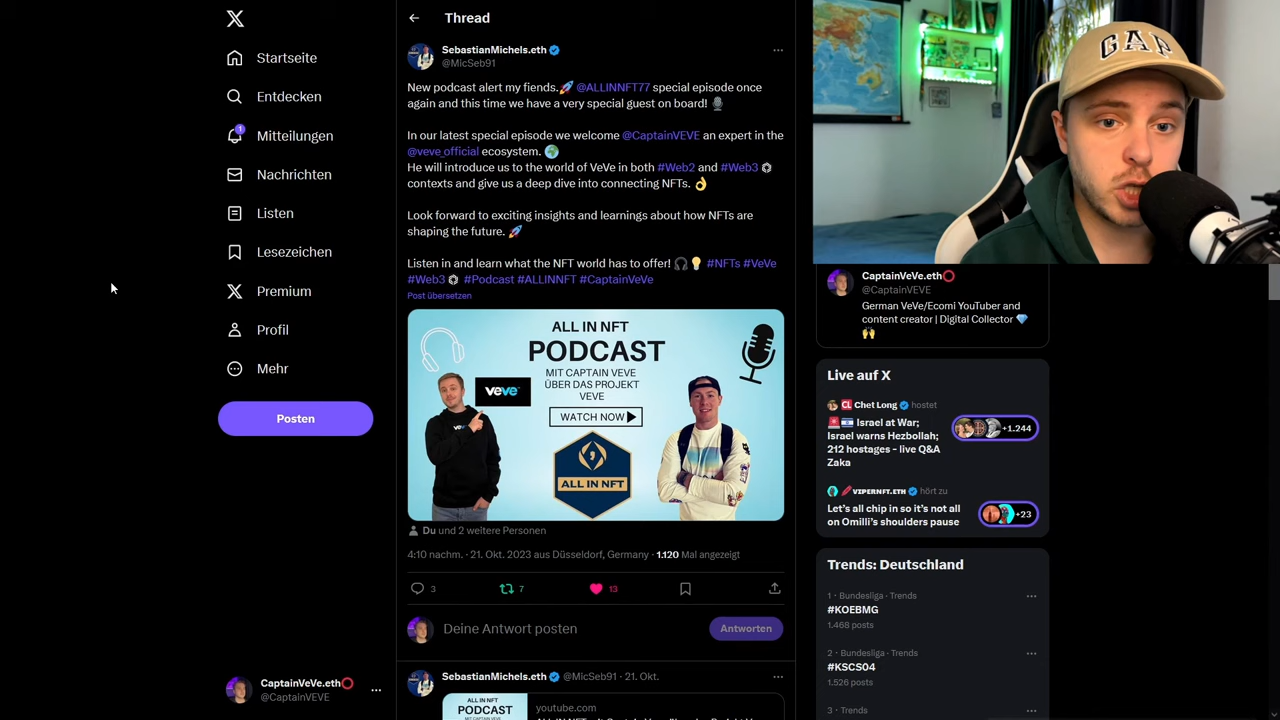 Startseite
Entdecken
1
Mitteilungen
Nachrichten
Listen
Lesezeichen
Premium
Profil
Mehr
Posten
CaptainVeVe.eth⭕
@CaptainVEVE
Thread
SebastianMichels.eth
@MicSeb91
New podcast alert my fiends.🚀 @ALLINNFT77 special episode once
again and this time we have a very special guest on board! 🎙
In our latest special episode we welcome @CaptainVEVE an expert in the
@veve_official ecosystem. 🌍
He will introduce us to the world of VeVe in both #Web2 and #Web3
contexts and give us a deep dive into connecting NFTs. 👌
Look forward to exciting insights and learnings about how NFTs are
shaping the future. 🚀
Listen in and learn what the NFT world has to offer! 🎧💡 #NFTs #VeVe
#Web3 #Podcast #ALLINNFT #CaptainVeVe
Post übersetzen
ALL IN NFT
PODCAST
MIT CAPTAIN VEVE
ÜBER DAS PROJEKT
VEVE
WATCH NOW
veve
ALL IN NFT
Du und 2 weitere Personen
4:10 nachm. · 21. Okt. 2023 aus Düsseldorf, Germany · 1.120 Mal angezeigt
3
7
13
Deine Antwort posten
Antworten
SebastianMichels.eth @MicSeb91 · 21. Okt.
ALL IN NFT
PODCAST
youtube.com
GAP
CaptainVeVe.eth⭕
@CaptainVEVE
German VeVe/Ecomi YouTuber and
content creator | Digital Collector 💎
🙌
Live auf X
Chet Long hostet
Israel at War;
Israel warns Hezbollah;
212 hostages - live Q&A
Zaka
+1.244
VIPERNFT.ETH hört zu
Let's all chip in so it's not all
on Omilli's shoulders pause
+23
Trends: Deutschland
1 · Bundesliga · Trends
#KOEBMG
1.468 posts
2 · Bundesliga · Trends
#KSCS04
1.526 posts
3 · Trends